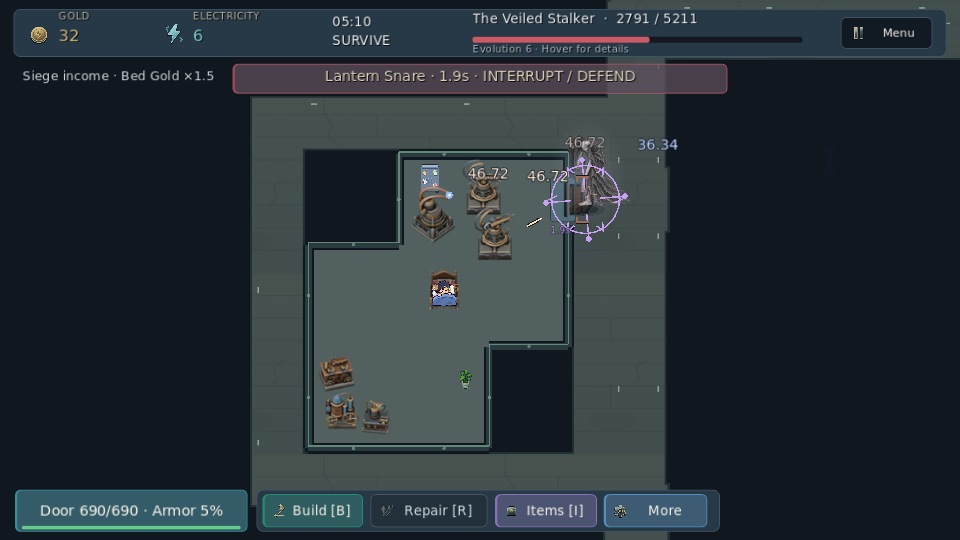 GOLD
32
ELECTRICITY
6
05:10
SURVIVE
The Veiled Stalker · 2791 / 5211
Evolution 6 · Hover for details
Menu
Siege income · Bed Gold ×1.5
Lantern Snare · 1.9s · INTERRUPT / DEFEND
46.72
36.34
46.72
46.72
Door 690/690 · Armor 5%
Build [B]
Repair [R]
Items [I]
More